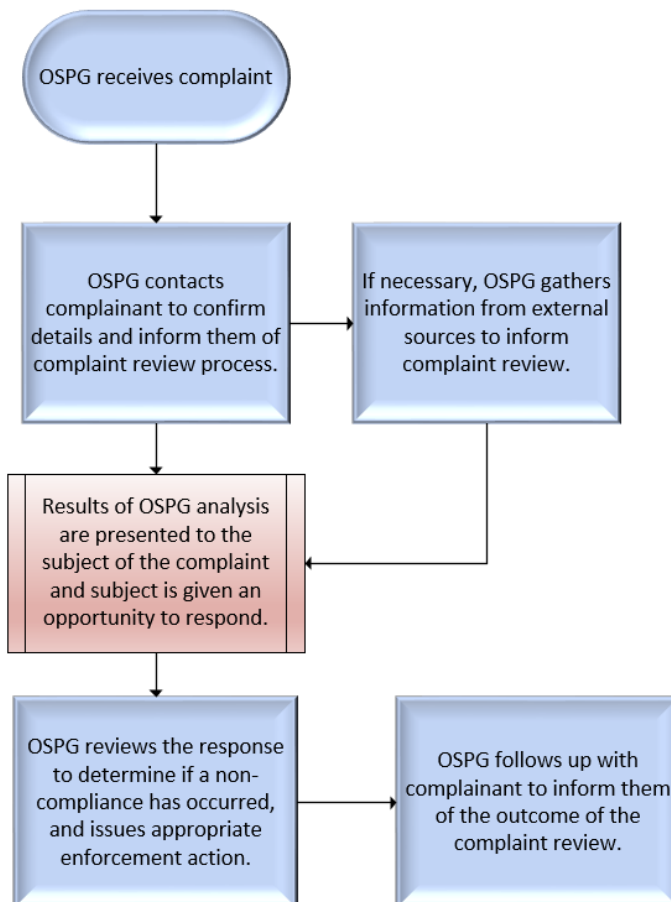 OSPG receives complaint
OSPG contacts
complainant to confirm
details and inform them of
complaint review process.
If necessary, OSPG gathers
information from external
sources to inform
complaint review.
Results of OSPG analysis
are presented to the
subject of the complaint
and subject is given an
opportunity to respond.
OSPG reviews the response
to determine if a non-
compliance has occurred,
and issues appropriate
enforcement action.
OSPG follows up with
complainant to inform them
of the outcome of the
complaint review.